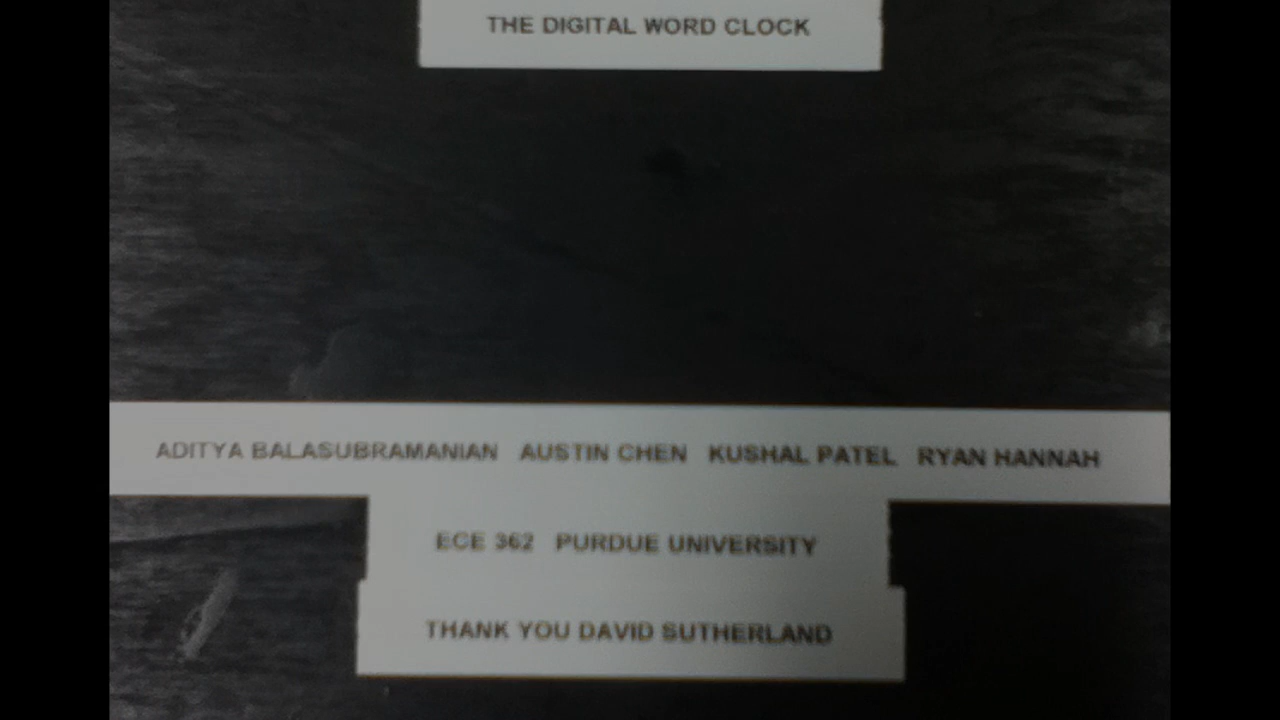 THE DIGITAL WORD CLOCK
ADITYA BALASUBRAMANIAN AUSTIN CHEN KUSHAL PATEL RYAN HANNAH
ECE 362 PURDUE UNIVERSITY
THANK YOU DAVID SUTHERLAND